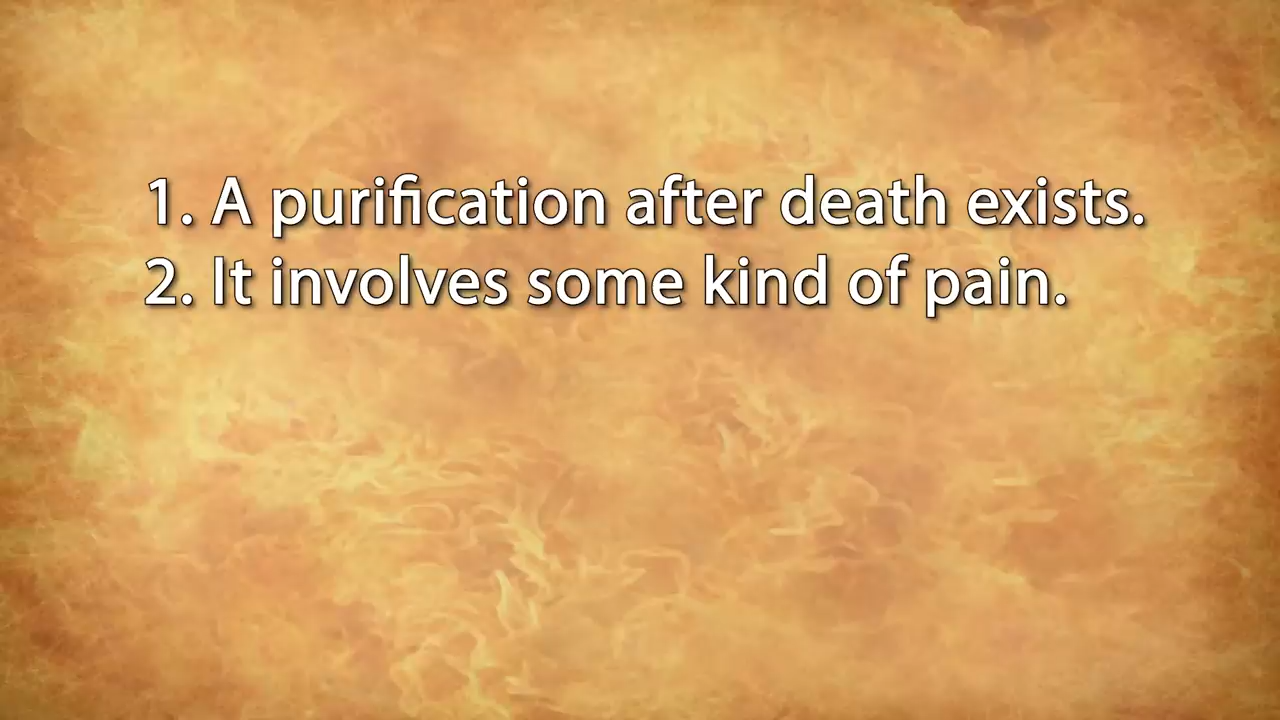 1. A purification after death exists.
2. It involves some kind of pain.